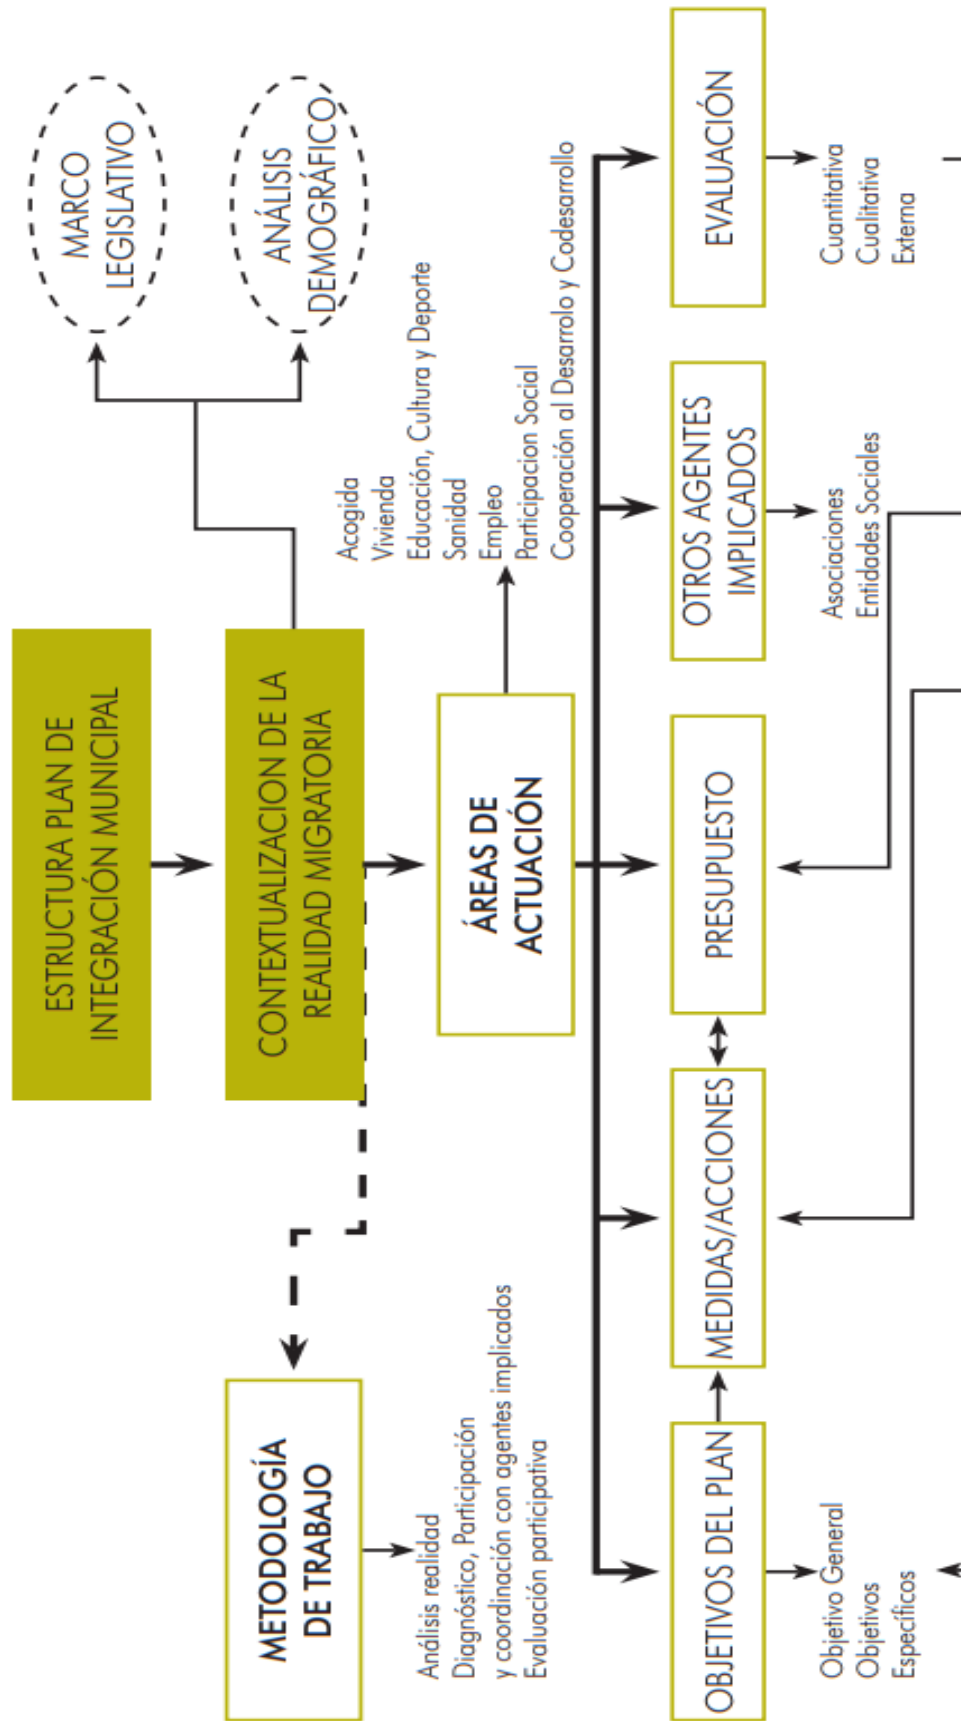 ESTRUCTURA PLAN DE
INTEGRACIÓN MUNICIPAL
CONTEXTUALIZACION DE LA
REALIDAD MIGRATORIA
MARCO
LEGISLATIVO
ANÁLISIS
DEMOGRÁFICO
METODOLOGÍA
DE TRABAJO
Análisis realidad
Diagnóstico, Participación
y coordinación con agentes implicados
Evaluación participativa
ÁREAS DE
ACTUACIÓN
Acogida
Vivienda
Educación, Cultura y Deporte
Sanidad
Empleo
Participacion Social
Cooperación al Desarrolo y Codesarrollo
OBJETIVOS DEL PLAN
Objetivo General
Objetivos
Específicos
MEDIDAS/ACCIONES
PRESUPUESTO
OTROS AGENTES
IMPLICADOS
Asociaciones
Entidades Sociales
EVALUACIÓN
Cuantitativa
Cualitativa
Externa